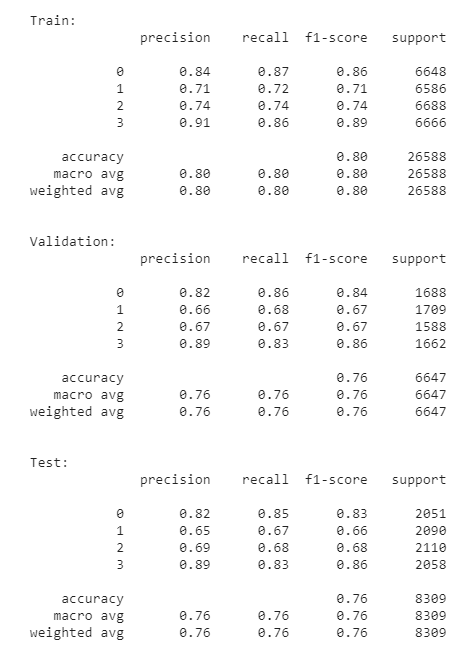 Train:
precision recall f1-score support
0 0.84 0.87 0.86 6648
1 0.71 0.72 0.71 6586
2 0.74 0.74 0.74 6688
3 0.91 0.86 0.89 6666
accuracy 0.80 26588
macro avg 0.80 0.80 0.80 26588
weighted avg 0.80 0.80 0.80 26588
Validation:
precision recall f1-score support
0 0.82 0.86 0.84 1688
1 0.66 0.68 0.67 1709
2 0.67 0.67 0.67 1588
3 0.89 0.83 0.86 1662
accuracy 0.76 6647
macro avg 0.76 0.76 0.76 6647
weighted avg 0.76 0.76 0.76 6647
Test:
precision recall f1-score support
0 0.82 0.85 0.83 2051
1 0.65 0.67 0.66 2090
2 0.69 0.68 0.68 2110
3 0.89 0.83 0.86 2058
accuracy 0.76 8309
macro avg 0.76 0.76 0.76 8309
weighted avg 0.76 0.76 0.76 8309